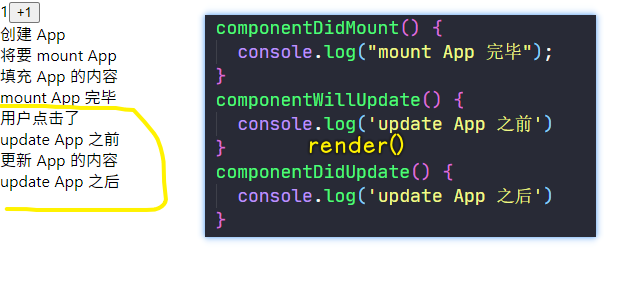 1 +1
创建 App
将要 mount App
填充 App 的内容
mount App 完毕
用户点击了
update App 之前
更新 App 的内容
update App 之后
componentDidMount() {
console.log("mount App 完毕");
}
componentWillUpdate() {
console.log('update App 之前')
}
render()
componentDidUpdate() {
console.log('update App 之后')
}